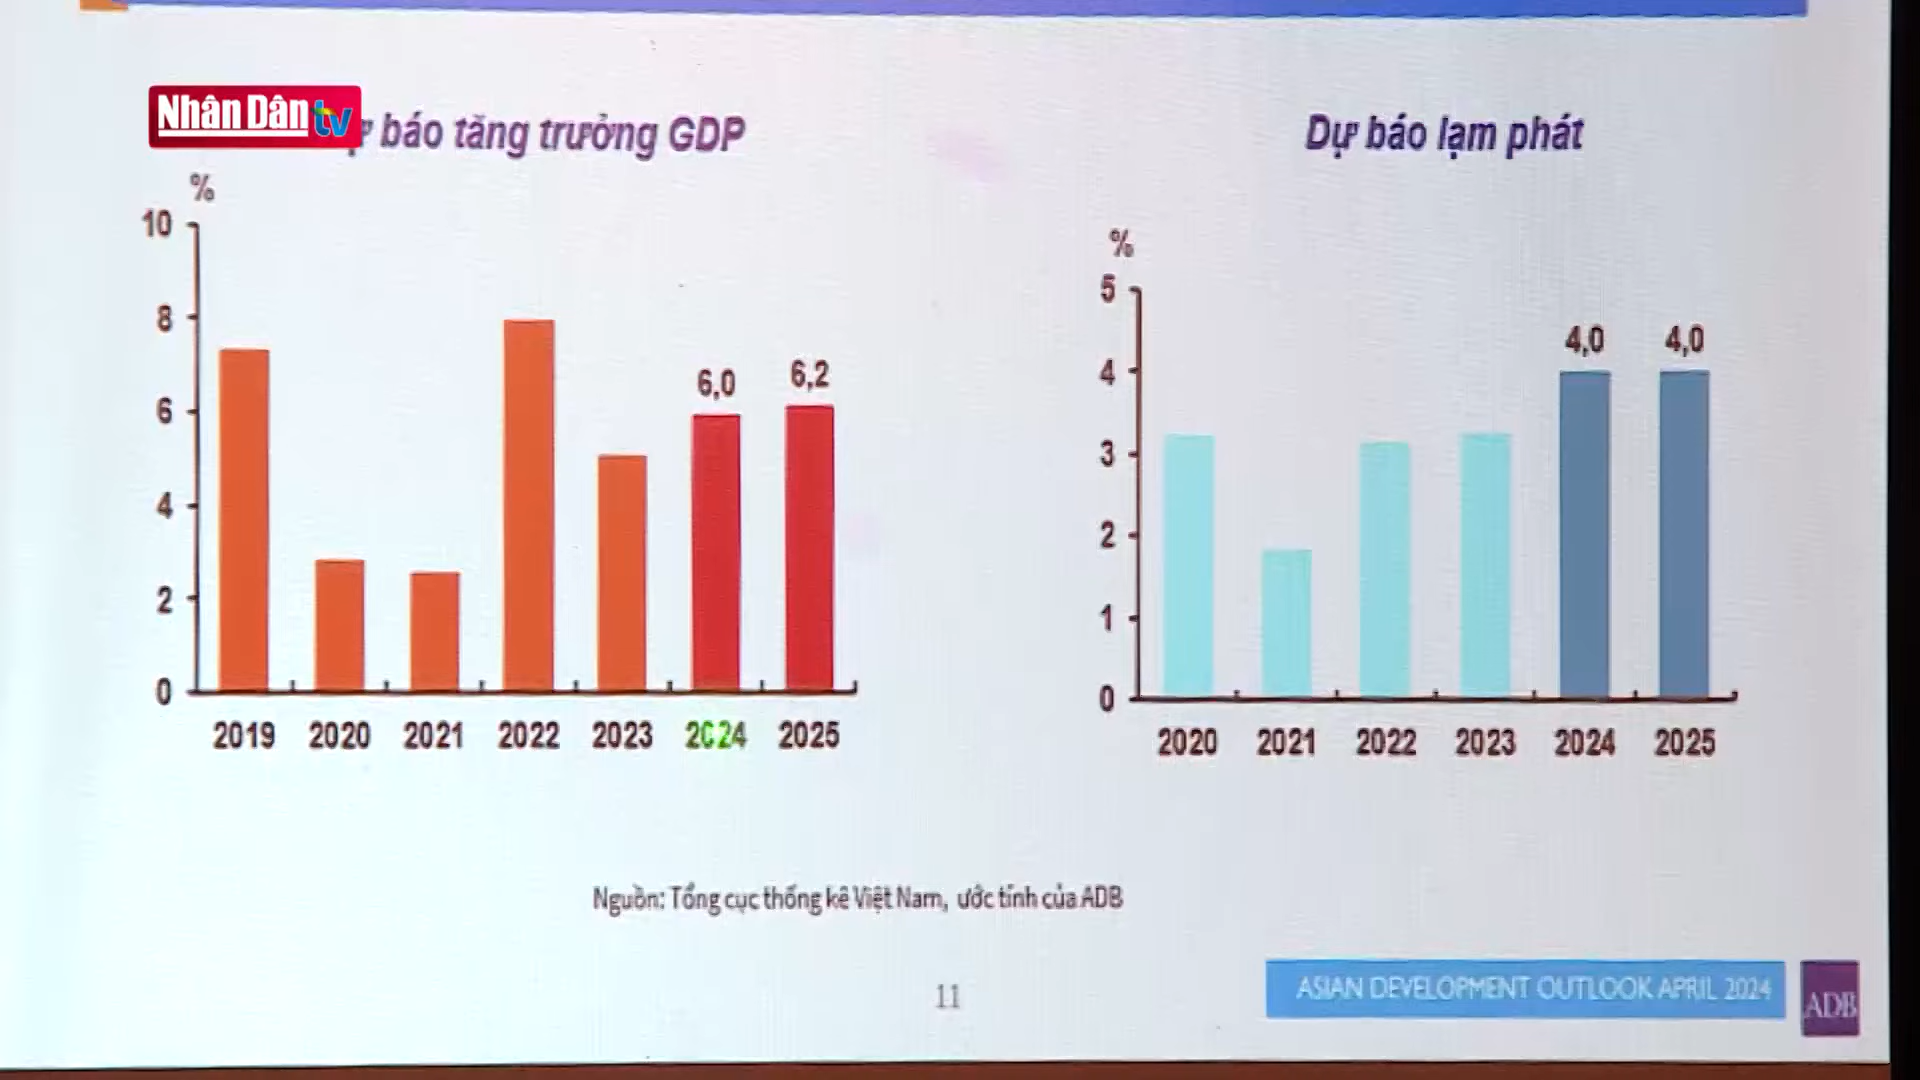 Nhân Dân tv
báo tăng trưởng GDP
%
10
8
6
4
2
0
6,0
6,2
2019 2020 2021 2022 2023 2024 2025
Dự báo lạm phát
%
5
4
3
2
1
0
4,0
4,0
2020 2021 2022 2023 2024 2025
Nguồn: Tổng cục thống kê Việt Nam, ước tính của ADB
11
ASIAN DEVELOPMENT OUTLOOK APRIL 2024
ADB